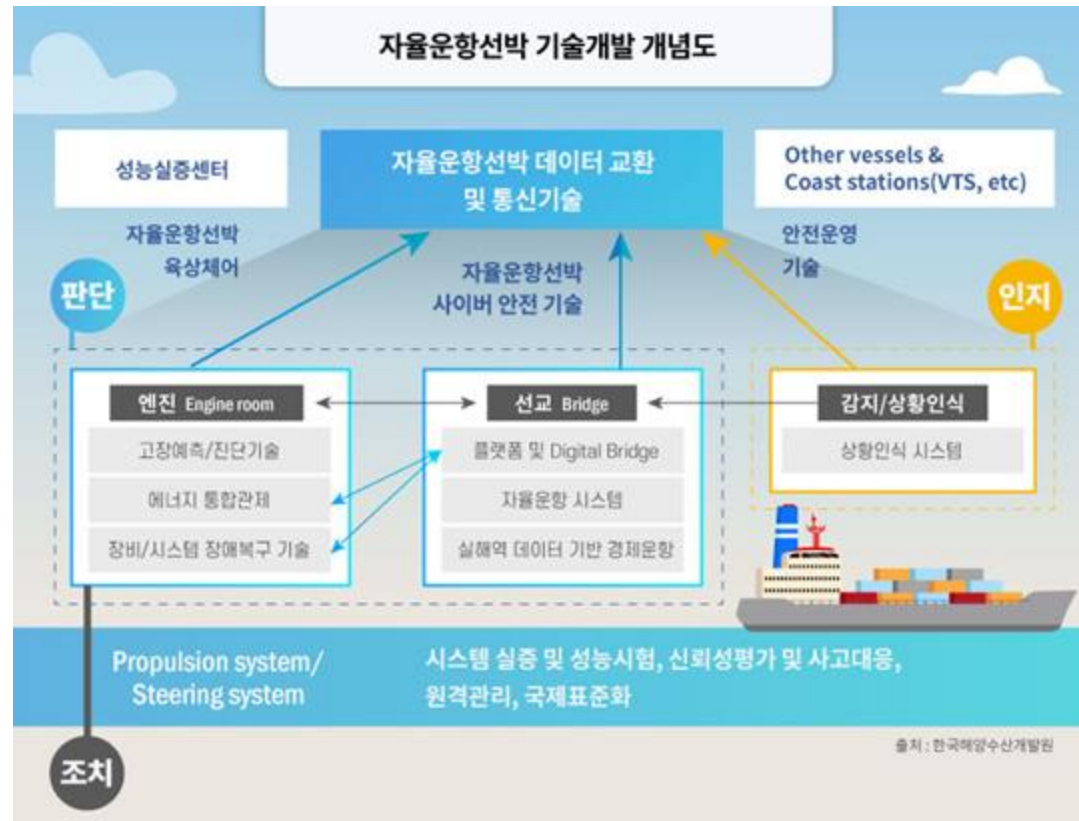 자율운항선박 기술개발 개념도
성능실증센터
자율운항선박 데이터 교환
및 통신기술
Other vessels &
Coast stations(VTS, etc)
자율운항선박
육상체어
자율운항선박
사이버 안전 기술
안전운영
기술
판단
인지
엔진 Engine room
선교 Bridge
감지/상황인식
고장예측/진단기술
플랫폼 및 Digital Bridge
상황인식 시스템
에너지 통합관제
자율운항 시스템
장비/시스템 장애복구 기술
실해역 데이터 기반 경제운항
Propulsion system/
Steering system
시스템 실증 및 성능시험, 신뢰성평가 및 사고대응,
원격관리, 국제표준화
출처 : 한국해양수산개발원
조치